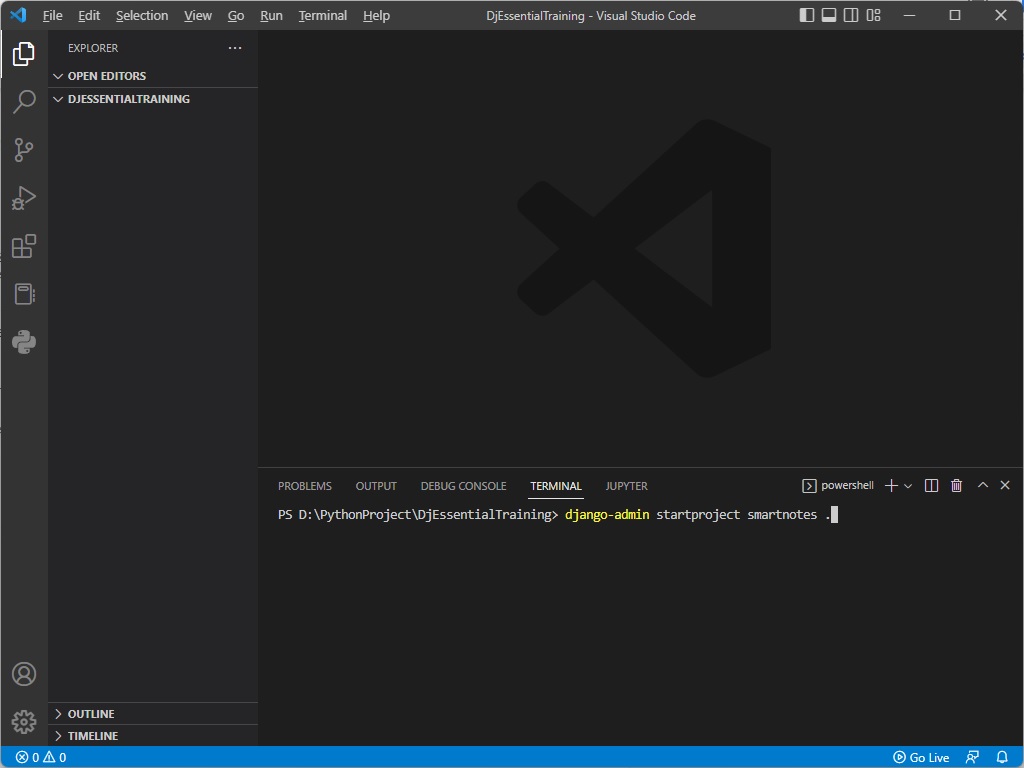 File Edit Selection View Go Run Terminal Help DjEssentialTraining - Visual Studio Code
EXPLORER
OPEN EDITORS
DJESSENTIALTRAINING
PROBLEMS OUTPUT DEBUG CONSOLE TERMINAL JUPYTER powershell
PS D:\PythonProject\DjEssentialTraining> django-admin startproject smartnotes .
OUTLINE
TIMELINE
0 0 Go Live